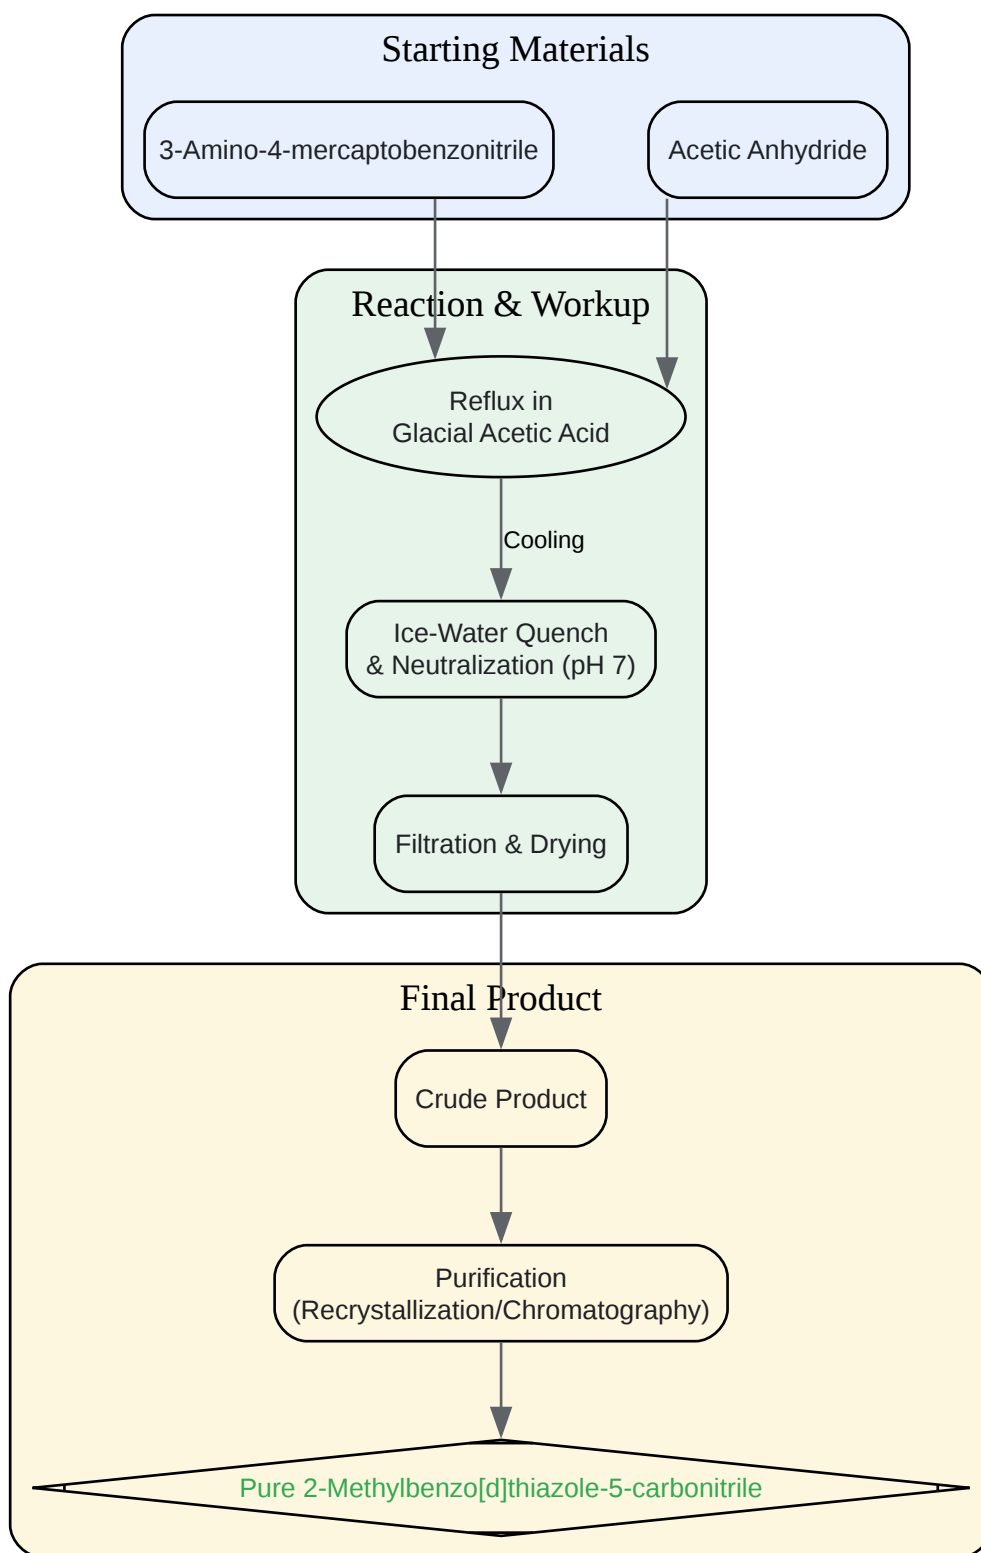 Starting Materials
3-Amino-4-mercaptobenzonitrile
Acetic Anhydride
Reaction & Workup
Reflux in
Glacial Acetic Acid
Cooling
Ice-Water Quench
& Neutralization (pH 7)
Filtration & Drying
Final Product
Crude Product
Purification
(Recrystallization/Chromatography)
Pure 2-Methylbenzo[d]thiazole-5-carbonitrile